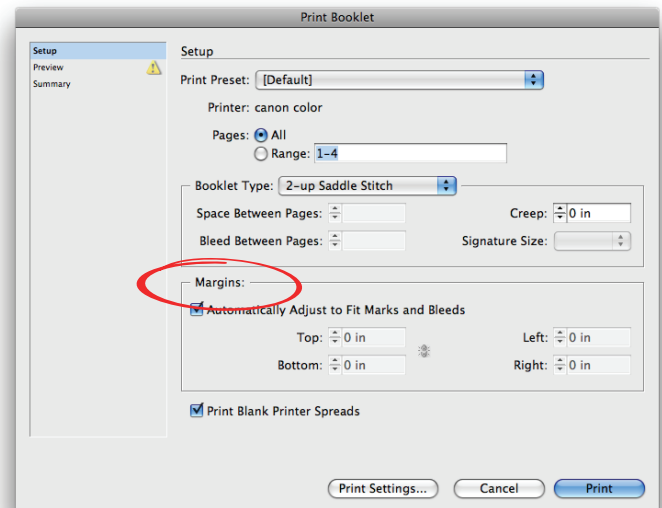 Print Booklet
Setup
Preview
Summary
Setup
Print Preset: [Default]
Printer: canon color
Pages: All
Range: 1-4
Booklet Type: 2-up Saddle Stitch
Space Between Pages: Creep: 0 in
Bleed Between Pages: Signature Size:
Margins:
Automatically Adjust to Fit Marks and Bleeds
Top: 0 in Left: 0 in
Bottom: 0 in Right: 0 in
Print Blank Printer Spreads
Print Settings... Cancel Print